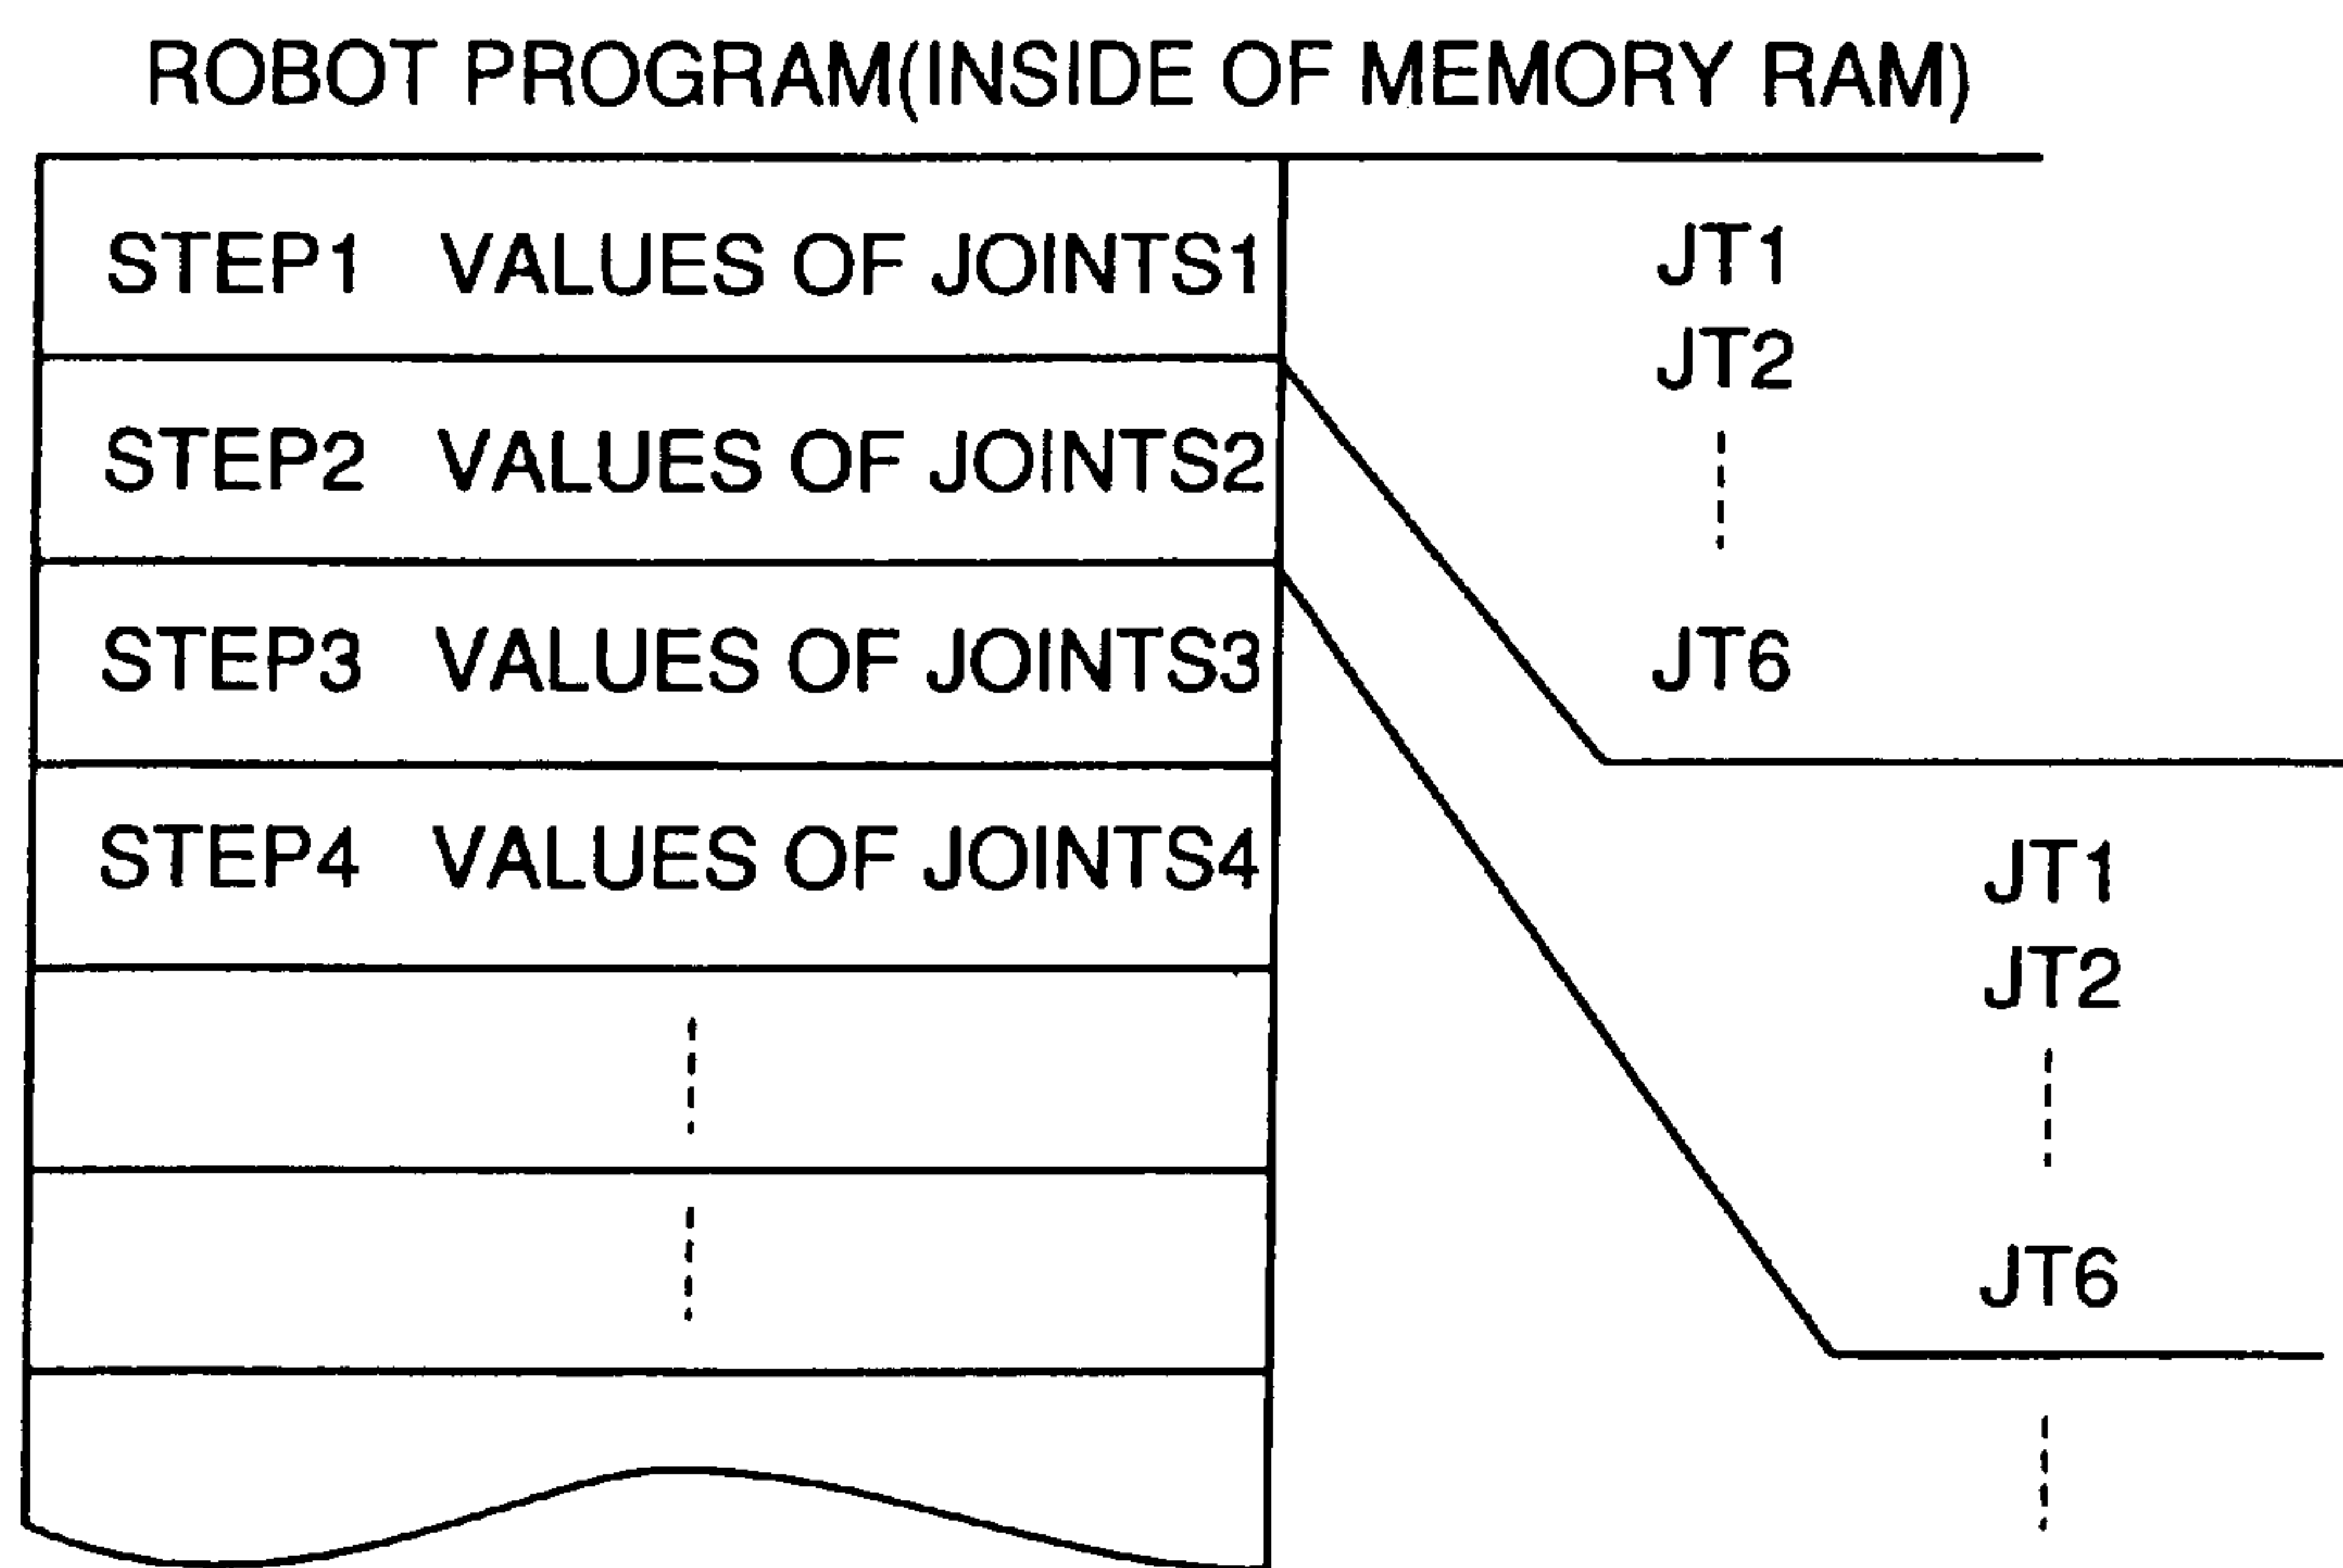 ROBOT PROGRAM(INSIDE OF MEMORY RAM)
STEP1 VALUES OF JOINTS1
STEP2 VALUES OF JOINTS2
STEP3 VALUES OF JOINTS3
STEP4 VALUES OF JOINTS4
JT1
JT2
JT6
JT1
JT2
JT6